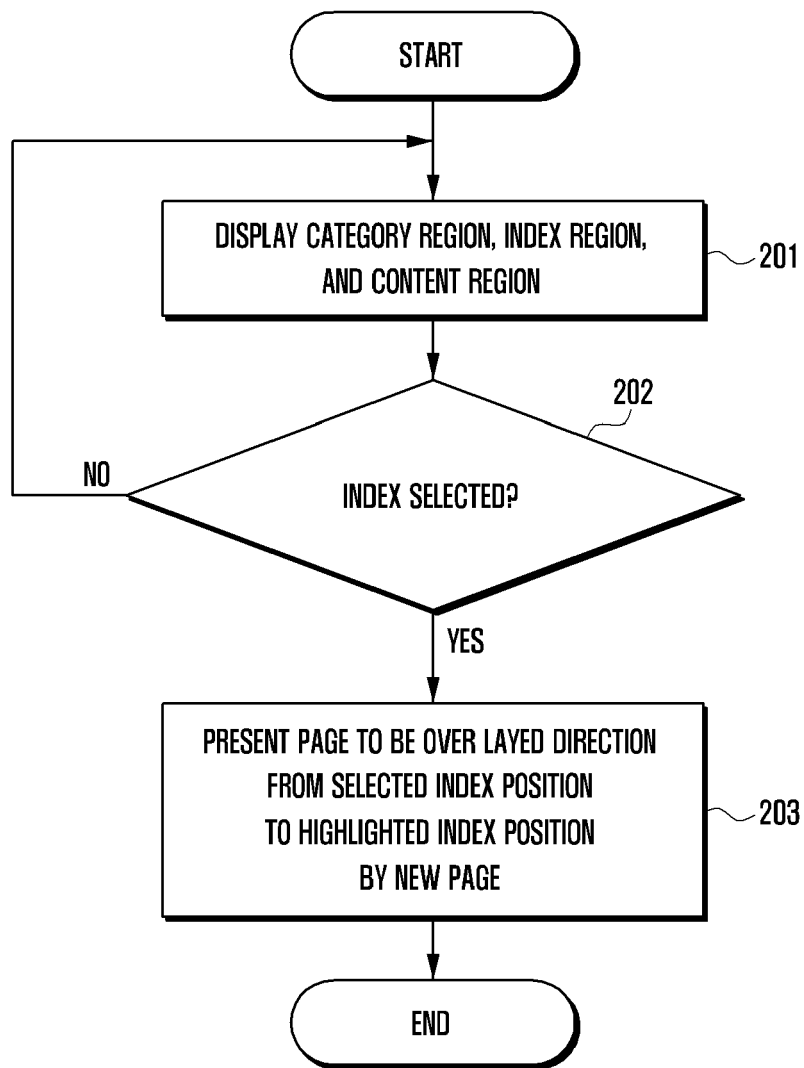 START
DISPLAY CATEGORY REGION, INDEX REGION,
AND CONTENT REGION
201
202
NO
INDEX SELECTED?
YES
PRESENT PAGE TO BE OVER LAYED DIRECTION
FROM SELECTED INDEX POSITION
TO HIGHLIGHTED INDEX POSITION
BY NEW PAGE
203
END